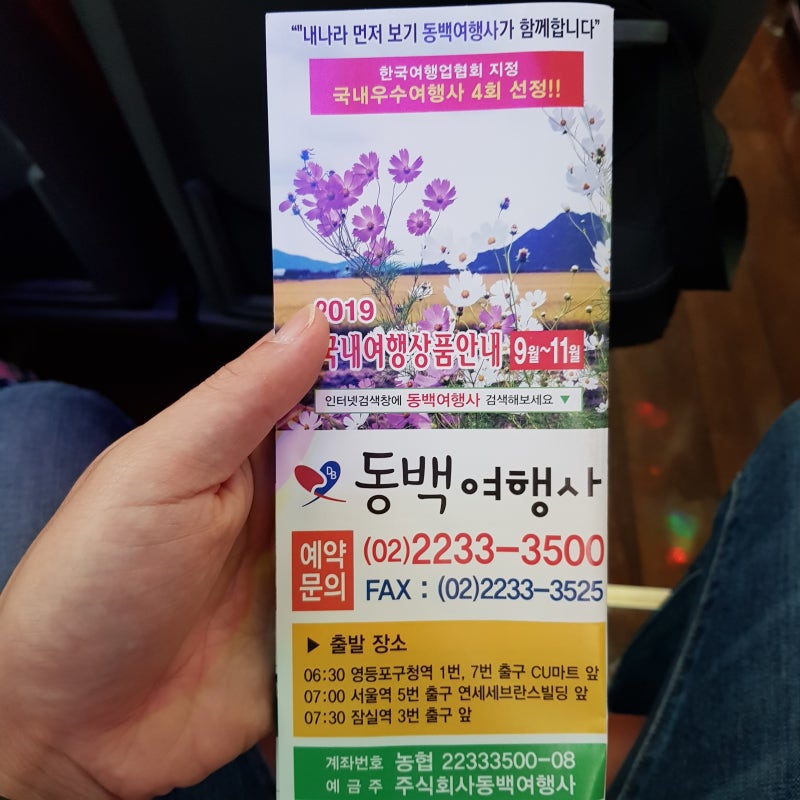 ""내나라 먼저 보기 동백여행사가 함께합니다"
한국여행업협회 지정
국내우수여행사 4회 선정!!
2019
국내여행상품안내 9월~11월
인터넷검색창에 동백여행사 검색해보세요 ▼
DB 동백여행사
예약문의
(02)2233-3500
FAX : (02)2233-3525
▶ 출발 장소
06:30 영등포구청역 1번, 7번 출구 CU마트 앞
07:00 서울역 5번 출구 연세세브란스빌딩 앞
07:30 잠실역 3번 출구 앞
계좌번호 농협 22333500-08
예금주 주식회사동백여행사